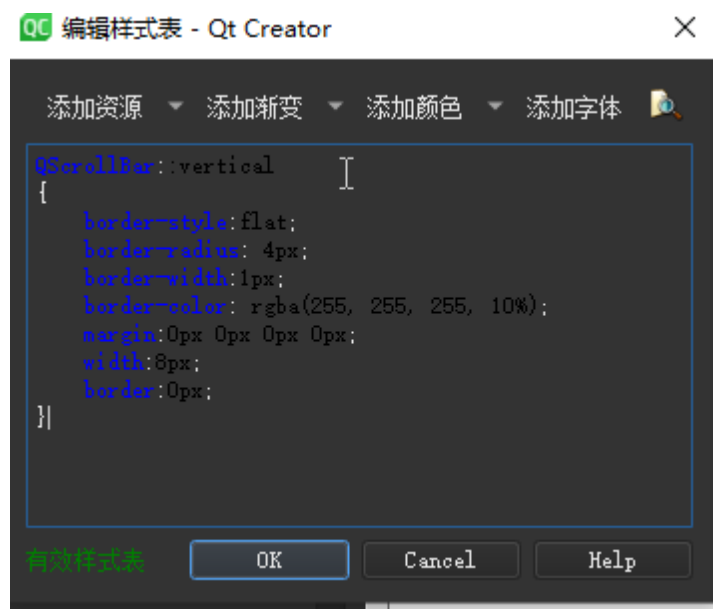 QC 编辑样式表 - Qt Creator
添加资源 添加渐变 添加颜色 添加字体
QScrollBar::vertical
{
border-style:flat;
border-radius: 4px;
border-width:1px;
border-color: rgba(255, 255, 255, 10%);
margin:0px 0px 0px 0px;
width:8px;
border:0px;
}
有效样式表 OK Cancel Help